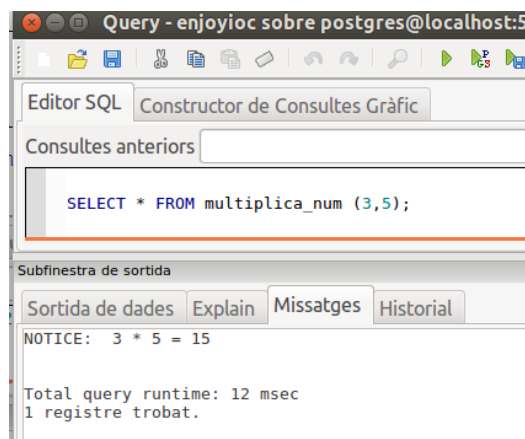 Query - enjoyioc sobre postgres@localhost:5
Editor SQL Constructor de Consultes Gràfic
Consultes anteriors
SELECT * FROM multiplica_num (3,5);
Subfinestra de sortida
Sortida de dades Explain Missatges Historial
NOTICE:  3 * 5 = 15
Total query runtime: 12 msec
1 registre trobat.